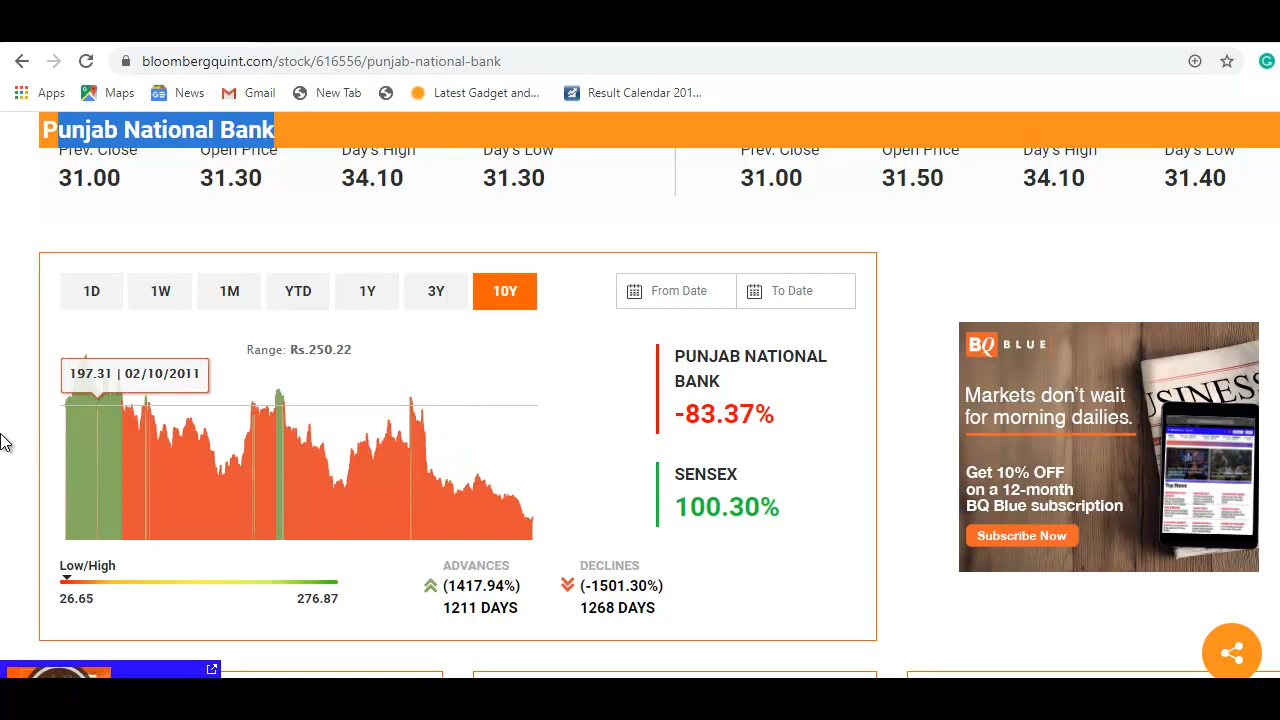 bloombergquint.com/stock/616556/punjab-national-bank
Apps Maps News Gmail New Tab Latest Gadget and... Result Calendar 201...
Punjab National Bank
Prev. Close Open Price Day's High Day's Low Prev. Close Open Price Day's High Day's Low
31.00 31.30 34.10 31.30 31.00 31.50 34.10 31.40
1D 1W 1M YTD 1Y 3Y 10Y From Date To Date
Range: Rs.250.22
197.31 | 02/10/2011
PUNJAB NATIONAL
BANK
-83.37%
SENSEX
100.30%
Low/High
26.65 276.87
ADVANCES
(1417.94%)
1211 DAYS
DECLINES
(-1501.30%)
1268 DAYS
BQ BLUE
BUSINESS
Markets don't wait
for morning dailies.
Get 10% OFF
on a 12-month
BQ Blue subscription
Subscribe Now
Top News